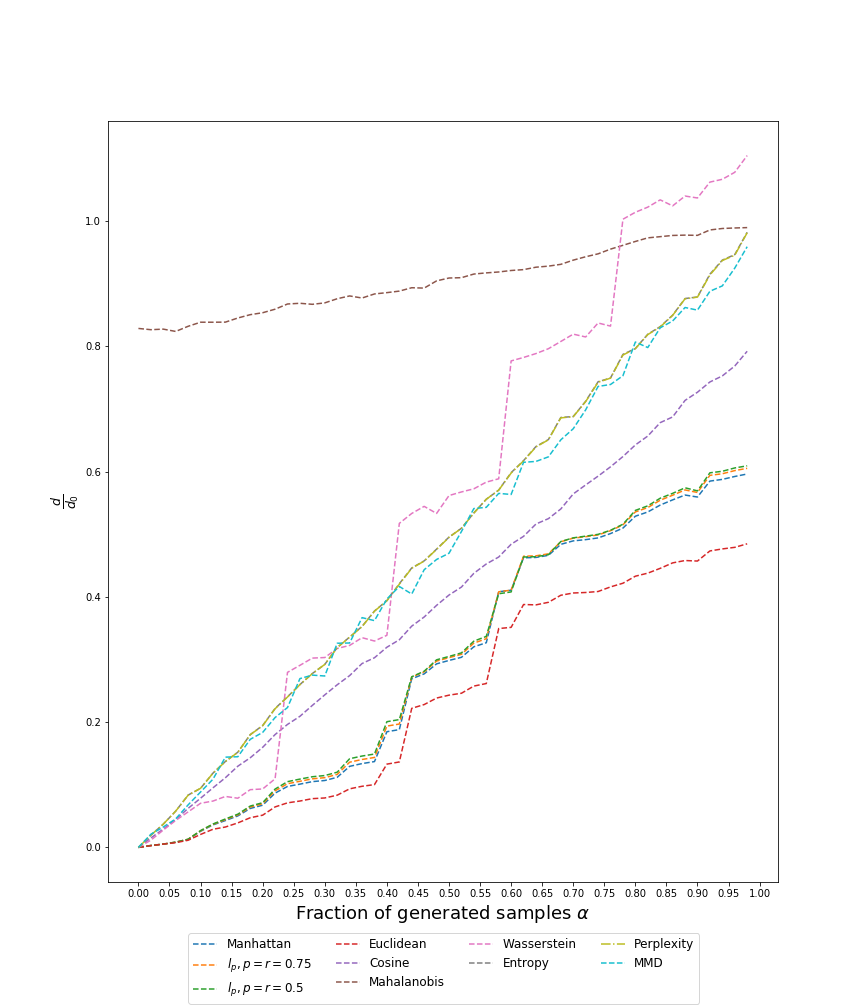 1.0
0.8
0.6
0.4
0.2
0.0
d/d₀
0.00 0.05 0.10 0.15 0.20 0.25 0.30 0.35 0.40 0.45 0.50 0.55 0.60 0.65 0.70 0.75 0.80 0.85 0.90 0.95 1.00
Fraction of generated samples α
Manhattan
lₚ, p = r = 0.75
lₚ, p = r = 0.5
Euclidean
Cosine
Mahalanobis
Wasserstein
Entropy
Perplexity
MMD